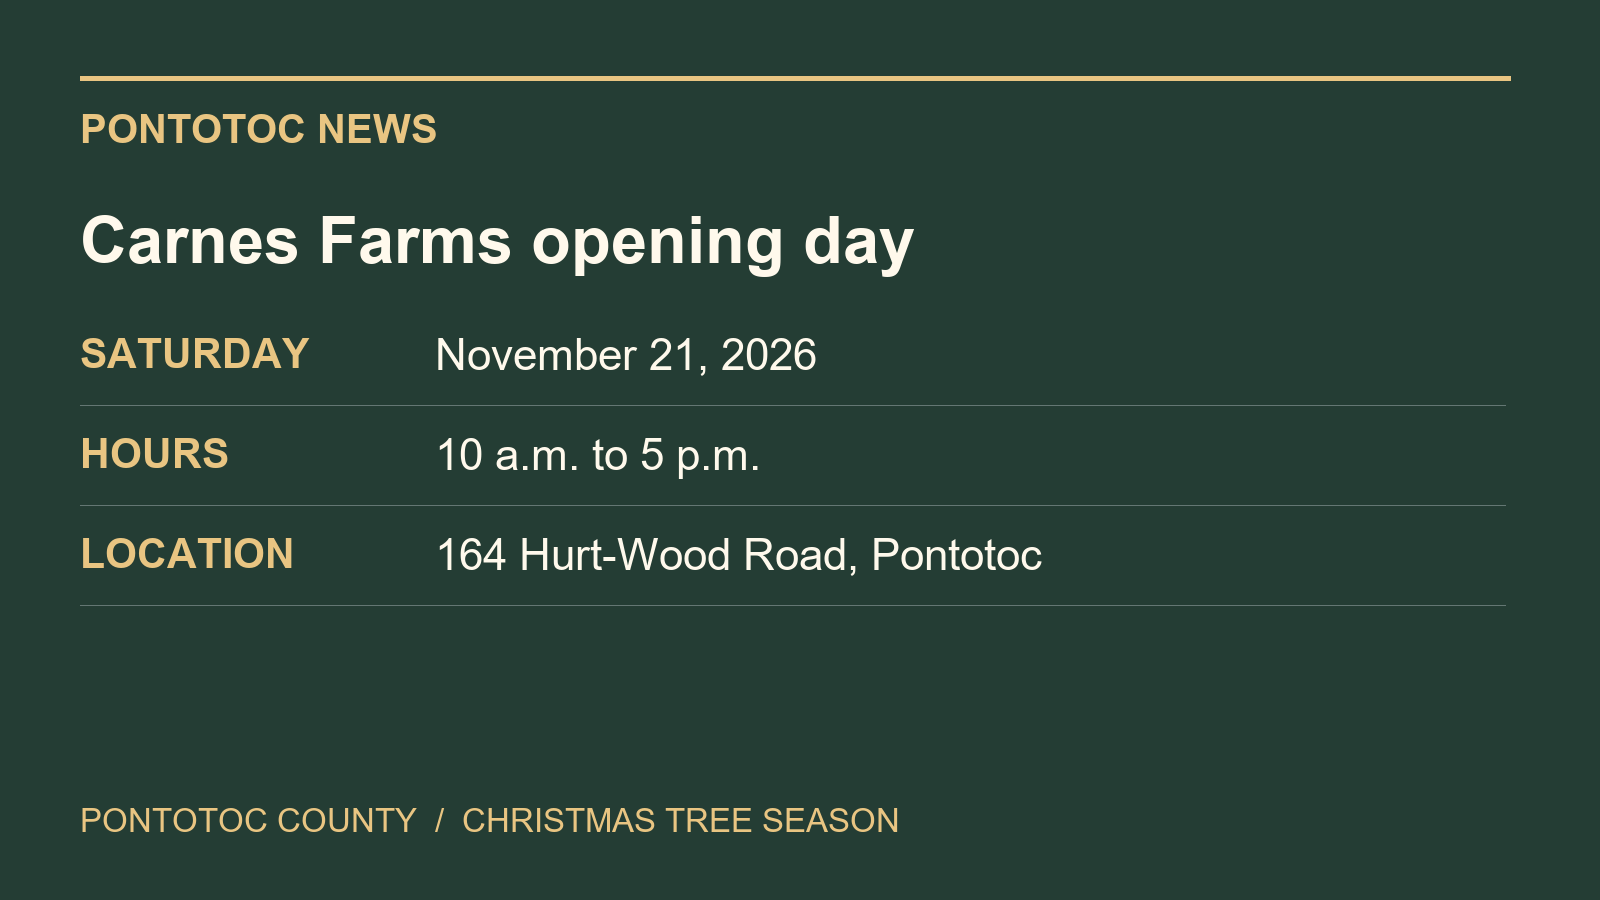 PONTOTOC NEWS
Carnes Farms opening day
SATURDAY November 21, 2026
HOURS 10 a.m. to 5 p.m.
LOCATION 164 Hurt-Wood Road, Pontotoc
PONTOTOC COUNTY / CHRISTMAS TREE SEASON